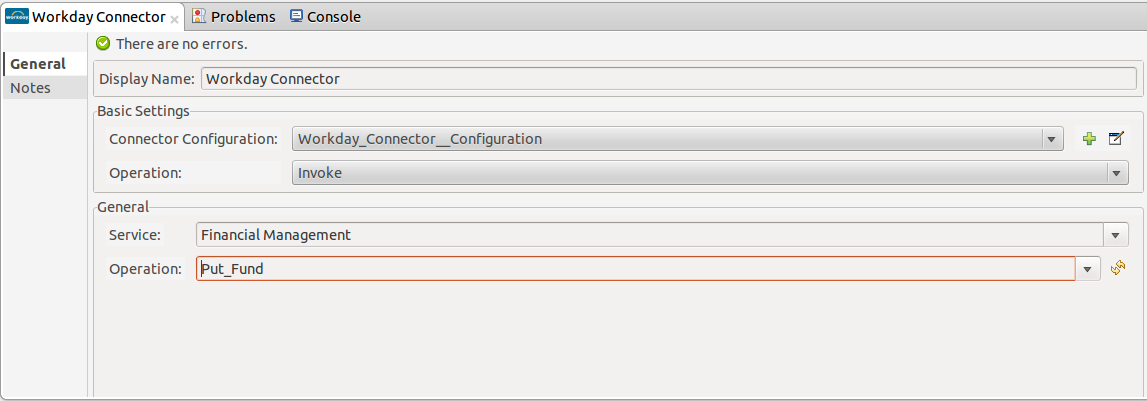 workday Workday Connector Problems Console
There are no errors.
General
Notes
Display Name: Workday Connector
Basic Settings
Connector Configuration: Workday_Connector__Configuration
Operation: Invoke
General
Service: Financial Management
Operation: Put_Fund